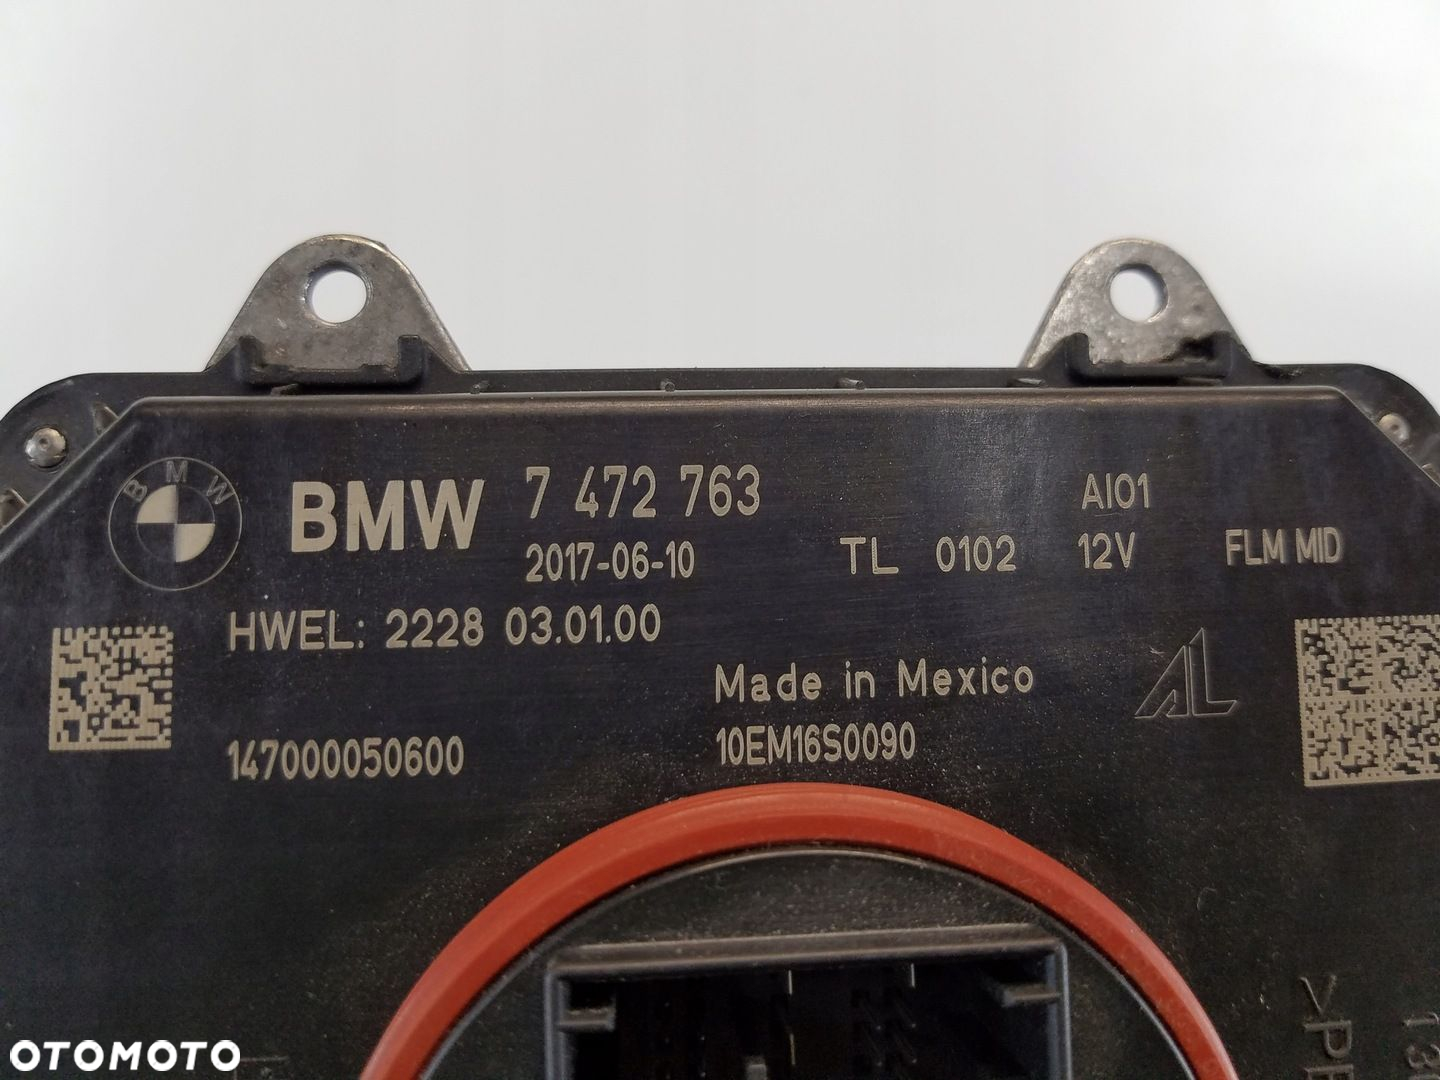 BMW
BMW 7 472 763 AI01
2017-06-10 TL 0102 12V FLM MID
HWEL: 2228 03.01.00
Made in Mexico AL
147000050600 10EM16S0090
OTOMOTO